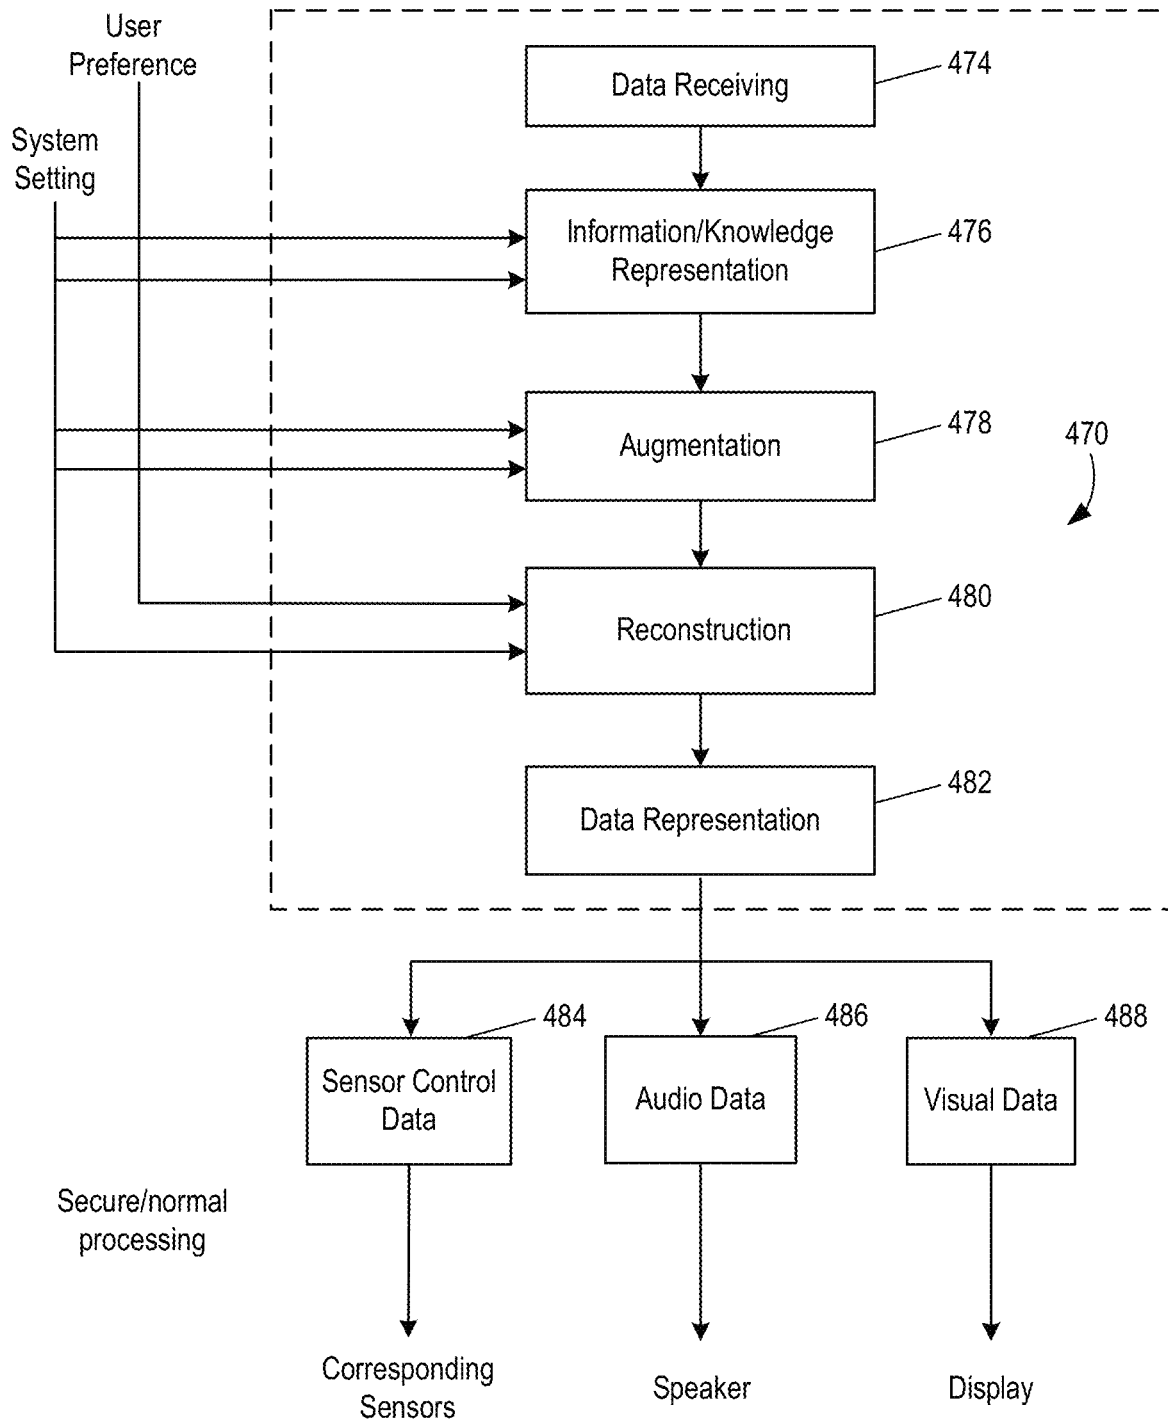 User
Preference
System
Setting
Data Receiving
474
Information/Knowledge
Representation
476
Augmentation
478
470
Reconstruction
480
Data Representation
482
484
486
488
Sensor Control
Data
Audio Data
Visual Data
Secure/normal
processing
Corresponding
Sensors
Speaker
Display